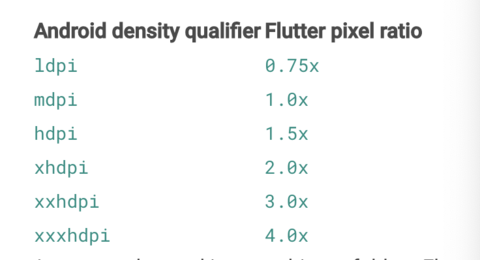 Android density qualifier Flutter pixel ratio
ldpi 0.75x
mdpi 1.0x
hdpi 1.5x
xhdpi 2.0x
xxhdpi 3.0x
xxxhdpi 4.0x